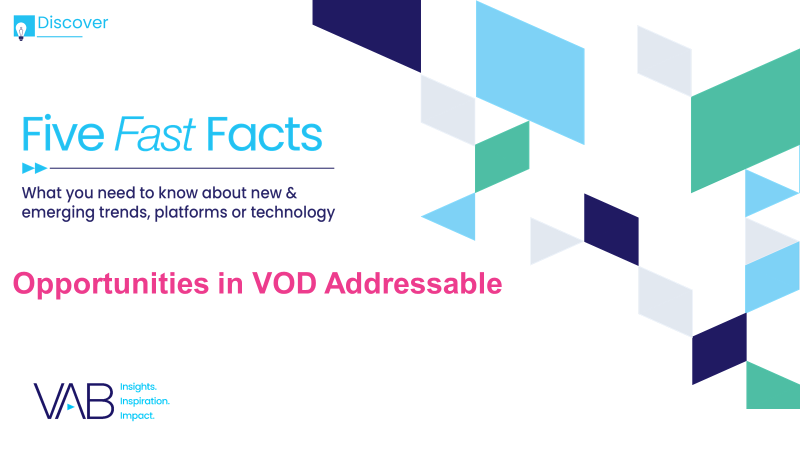 Discover
Five Fast Facts
What you need to know about new &
emerging trends, platforms or technology
Opportunities in VOD Addressable
VAB
Insights.
Inspiration.
Impact.